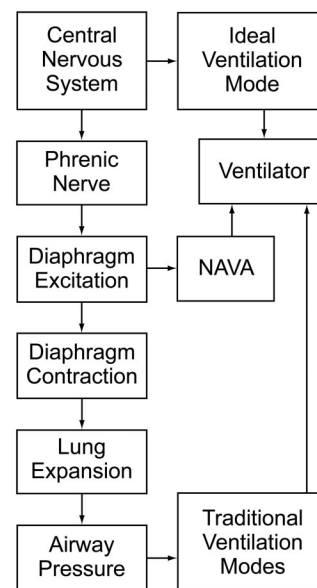 Central
Nervous
System
Ideal
Ventilation
Mode
Phrenic
Nerve
Ventilator
Diaphragm
Excitation
NAVA
Diaphragm
Contraction
Lung
Expansion
Airway
Pressure
Traditional
Ventilation
Modes